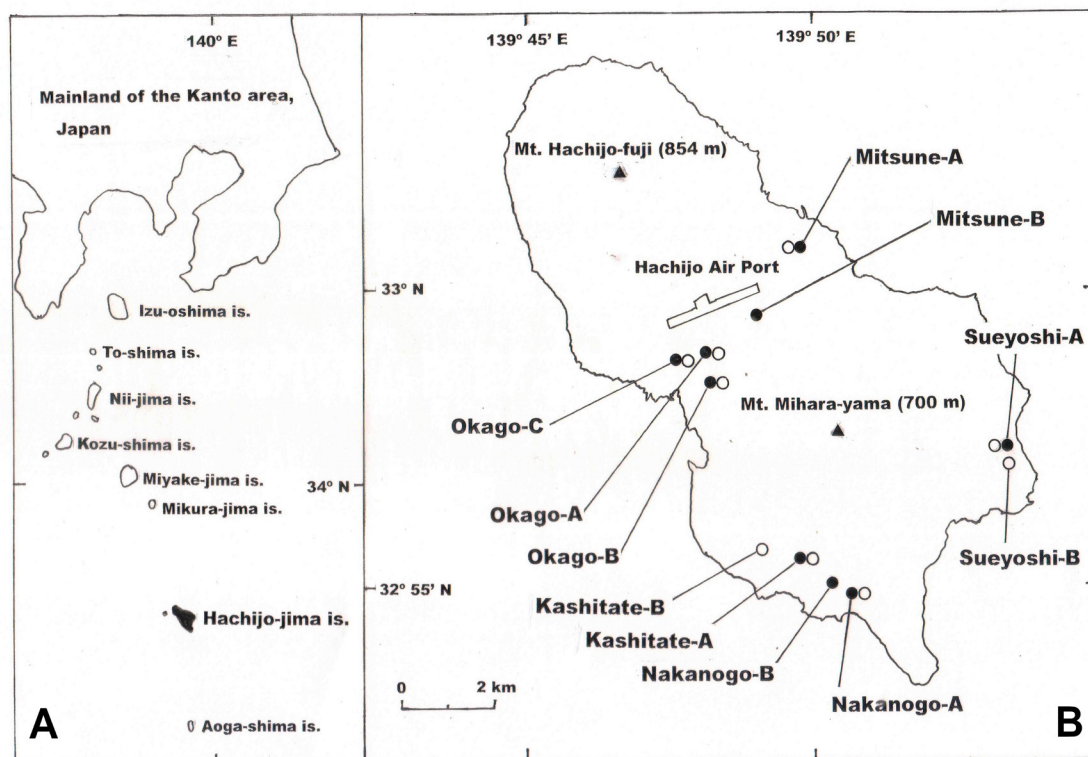 140° E
Mainland of the Kanto area,
Japan
Izu-oshima is.
To-shima is.
Nii-jima is.
Kozu-shima is.
Miyake-jima is.
34° N
Mikura-jima is.
Hachijo-jima is.
Aoga-shima is.
A
139° 45' E
139° 50' E
Mt. Hachijo-fuji (854 m)
Mitsune-A
Mitsune-B
Hachijo Air Port
33° N
Sueyoshi-A
Mt. Mihara-yama (700 m)
Okago-C
Okago-A
Okago-B
Sueyoshi-B
32° 55' N
Kashitate-B
Kashitate-A
Nakanogo-B
Nakanogo-A
0 2 km
B